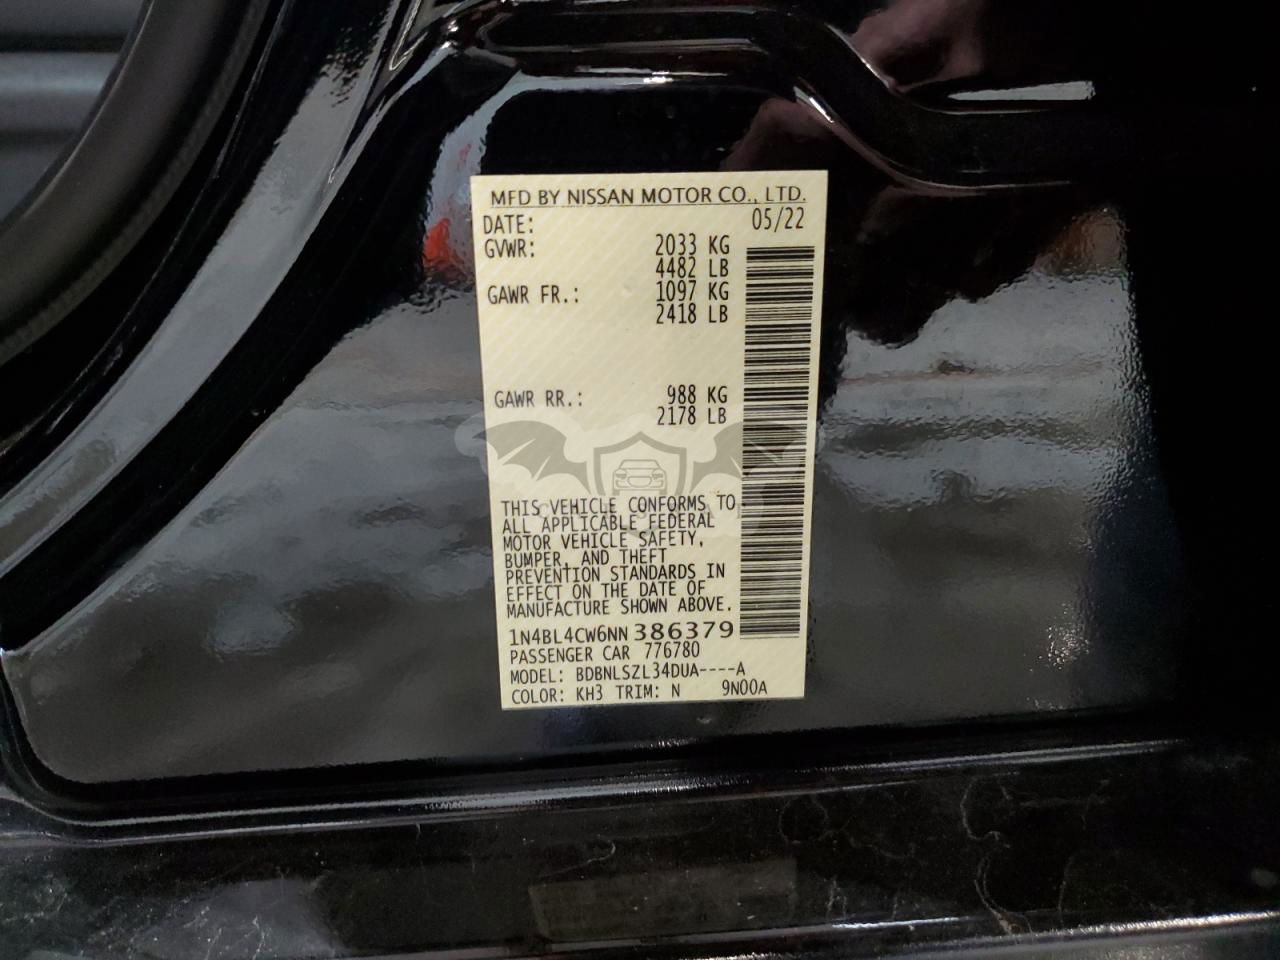 MFD BY NISSAN MOTOR CO., LTD.
DATE: 05/22
GVWR: 2033 KG
4482 LB
GAWR FR.: 1097 KG
2418 LB
GAWR RR.: 988 KG
2178 LB
THIS VEHICLE CONFORMS TO
ALL APPLICABLE FEDERAL
MOTOR VEHICLE SAFETY,
BUMPER, AND THEFT
PREVENTION STANDARDS IN
EFFECT ON THE DATE OF
MANUFACTURE SHOWN ABOVE.
1N4BL4CW6NN386379
PASSENGER CAR 776780
MODEL: BDBNLSZL34DUA----A
COLOR: KH3 TRIM: N 9N00A